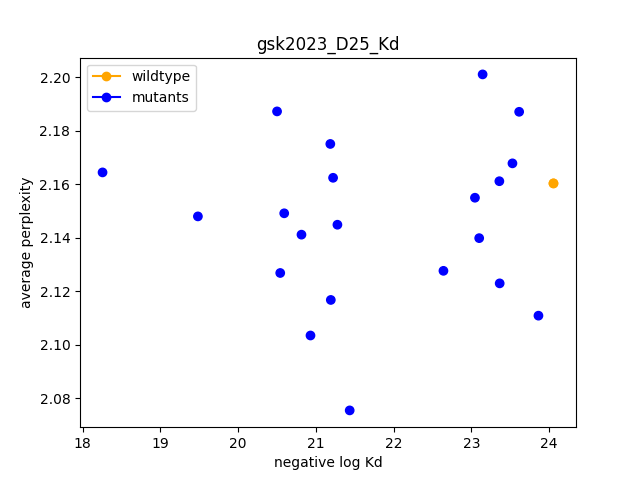 gsk2023_D25_Kd
wildtype
mutants
average perplexity
2.20
2.18
2.16
2.14
2.12
2.10
2.08
18 19 20 21 22 23 24
negative log Kd